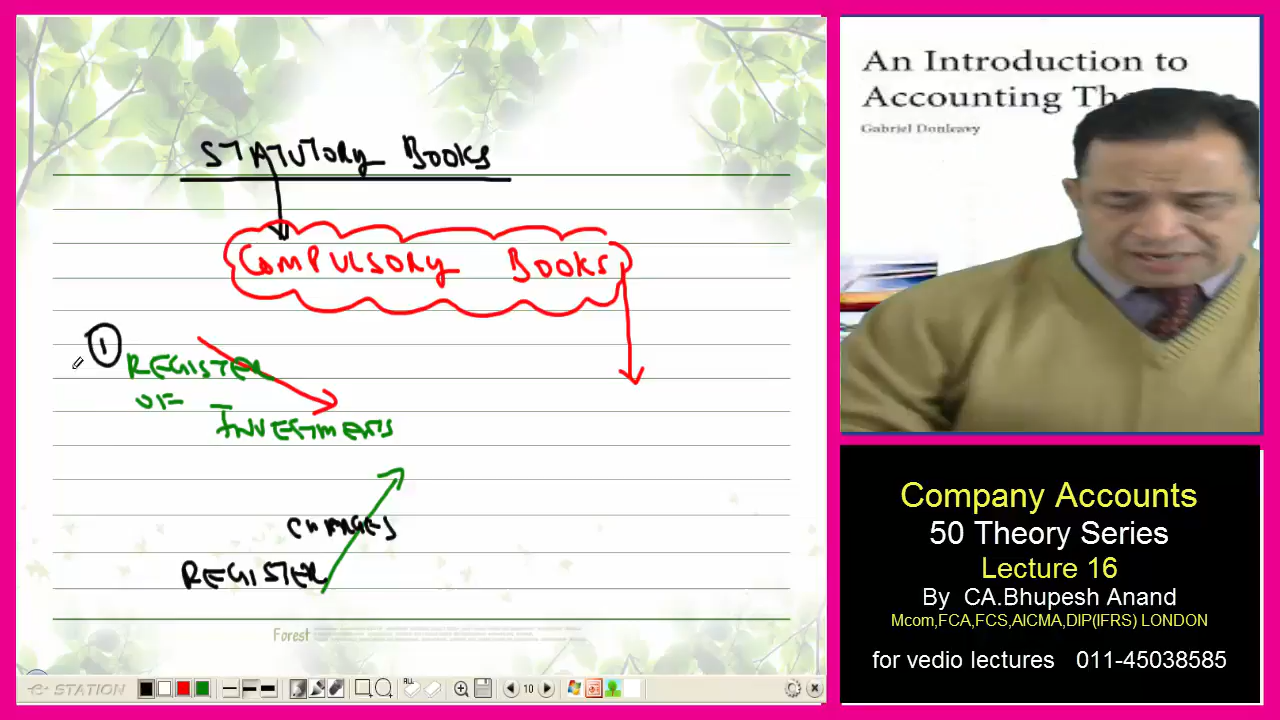 STATUTORY BOOKS
COMPULSORY BOOKS
1
REGISTER
OF
INVESTMENTS
CHARGES
REGISTER
Forest
e-STATION
ALL
10
An Introduction to
Accounting Th
Gabriel Donleavy
Company Accounts
50 Theory Series
Lecture 16
By CA.Bhupesh Anand
Mcom,FCA,FCS,AICMA,DIP(IFRS) LONDON
for vedio lectures 011-45038585